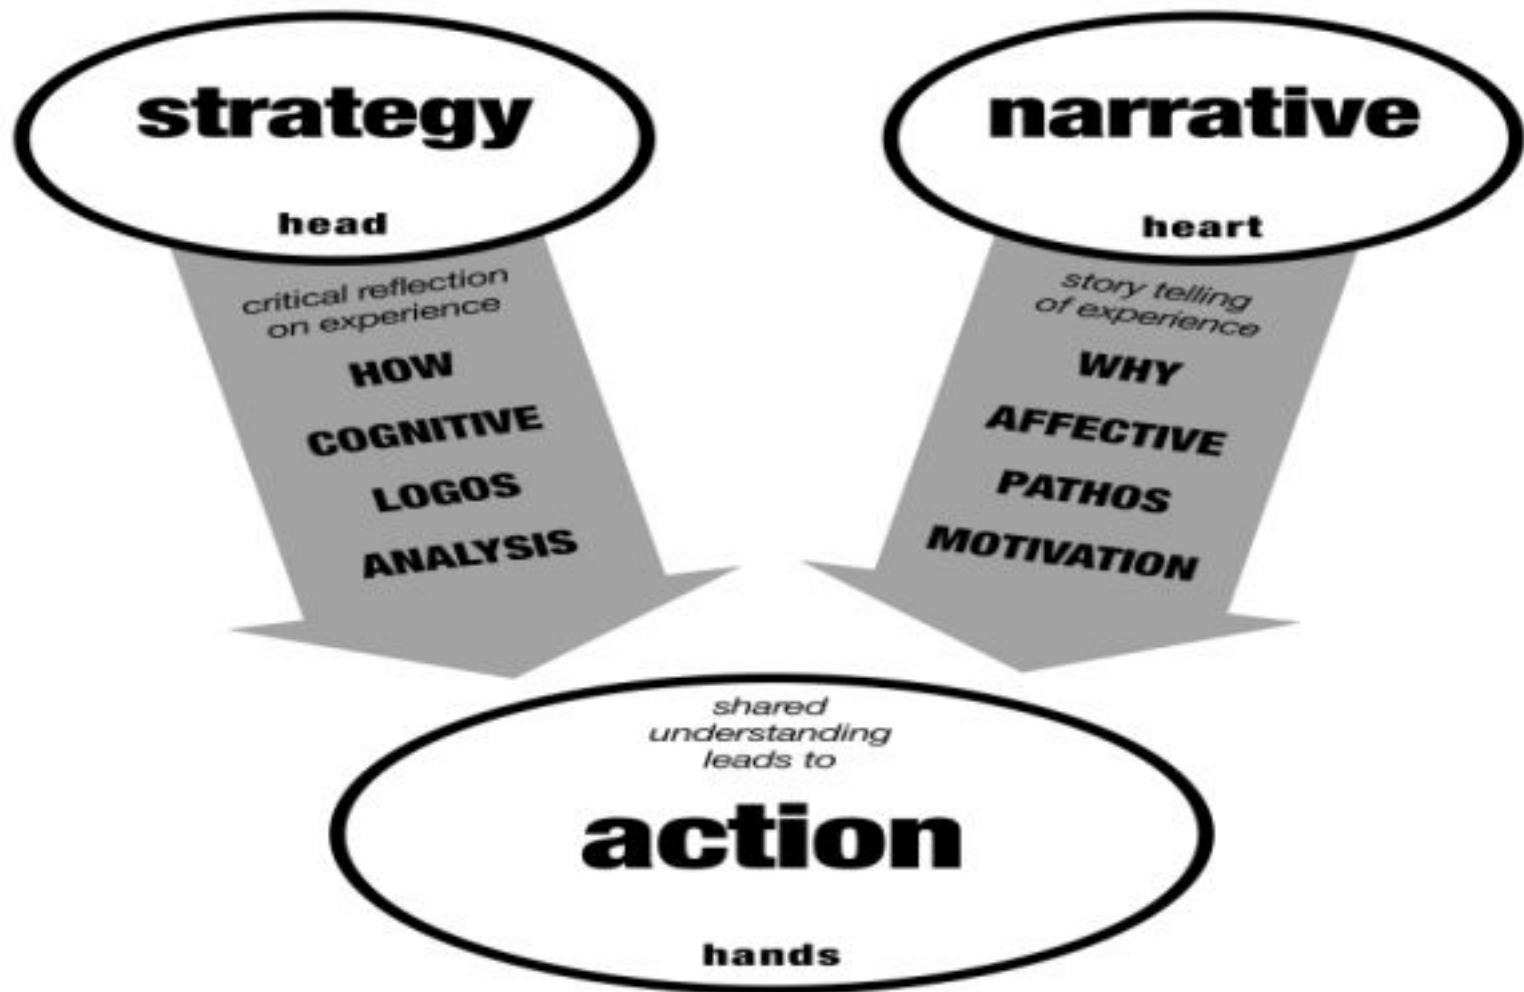 strategy
head
critical reflection
on experience
HOW
COGNITIVE
LOGOS
ANALYSIS
narrative
heart
story telling
of experience
WHY
AFFECTIVE
PATHOS
MOTIVATION
shared
understanding
leads to
action
hands